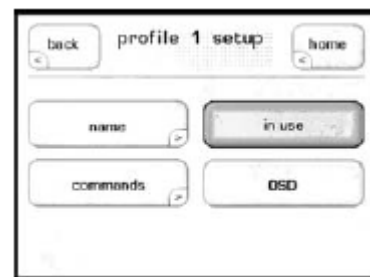 back profile 1 setup home
< <
name in use
>
commands OSD
>